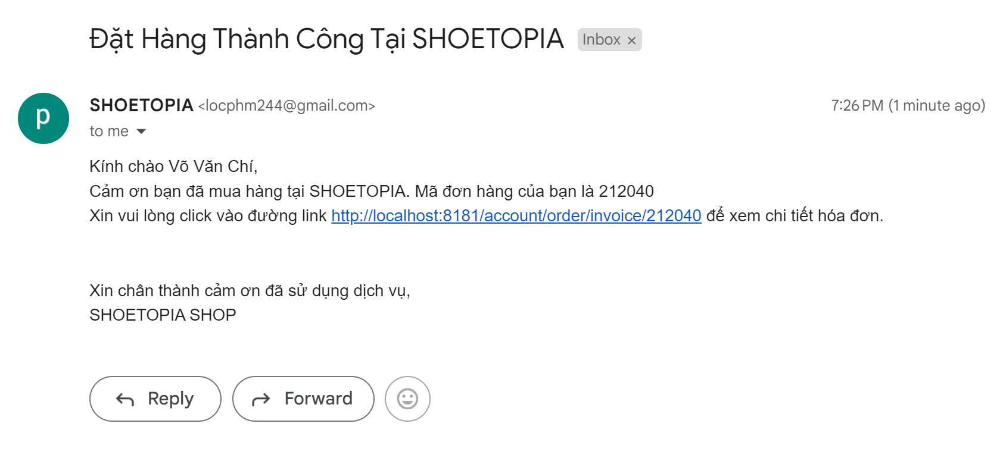 Đặt Hàng Thành Công Tại SHOETOPIA Inbox ×
SHOETOPIA <locphm244@gmail.com> 7:26 PM (1 minute ago)
p
to me
Kính chào Võ Văn Chí,
Cảm ơn bạn đã mua hàng tại SHOETOPIA. Mã đơn hàng của bạn là 212040
Xin vui lòng click vào đường link http://localhost:8181/account/order/invoice/212040 để xem chi tiết hóa đơn.
Xin chân thành cảm ơn đã sử dụng dịch vụ,
SHOETOPIA SHOP
Reply Forward